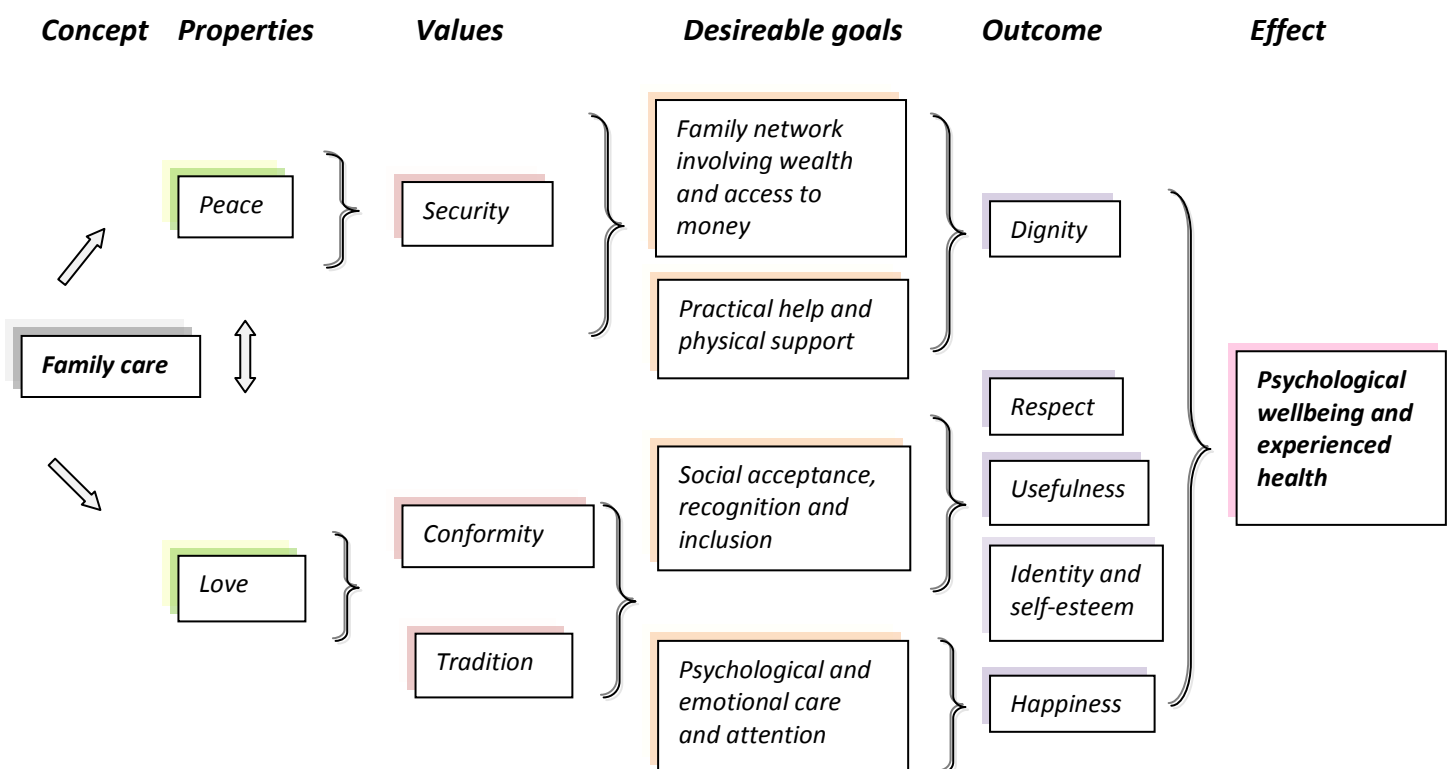 Concept Properties Values Desireable goals Outcome Effect
Peace
Security
Family network
involving wealth
and access to
money
Dignity
Practical help and
physical support
Family care
Respect
Psychological
wellbeing and
experienced
health
Social acceptance,
recognition and
inclusion
Usefulness
Conformity
Love
Identity and
self-esteem
Tradition
Psychological and
emotional care
and attention
Happiness